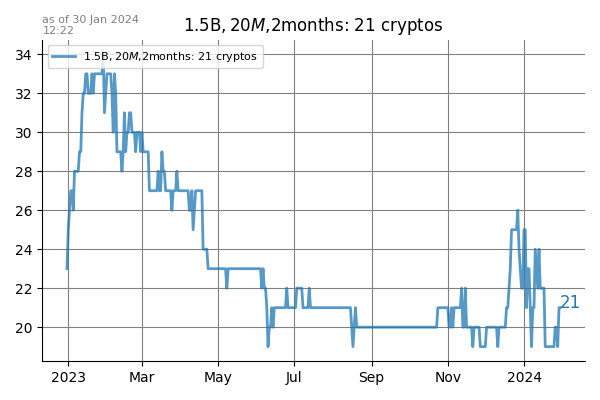 as of 30 Jan 2024
12:22
1.5B, 20M,2months: 21 cryptos
1.5B, 20M,2months: 21 cryptos
34
32
30
28
26
24
22
20
21
2023
Mar
May
Jul
Sep
Nov
2024